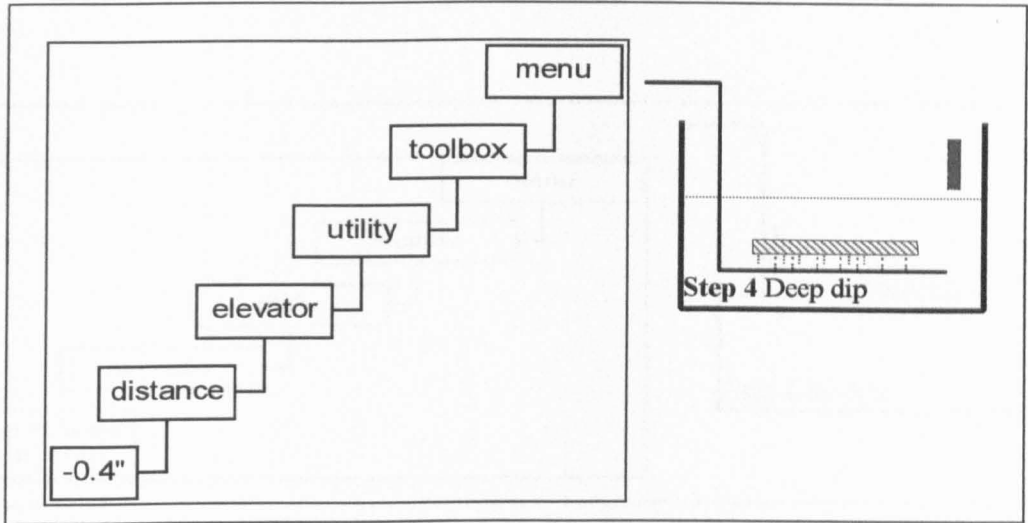 menu
toolbox
utility
elevator
distance
-0.4"
Step 4 Deep dip